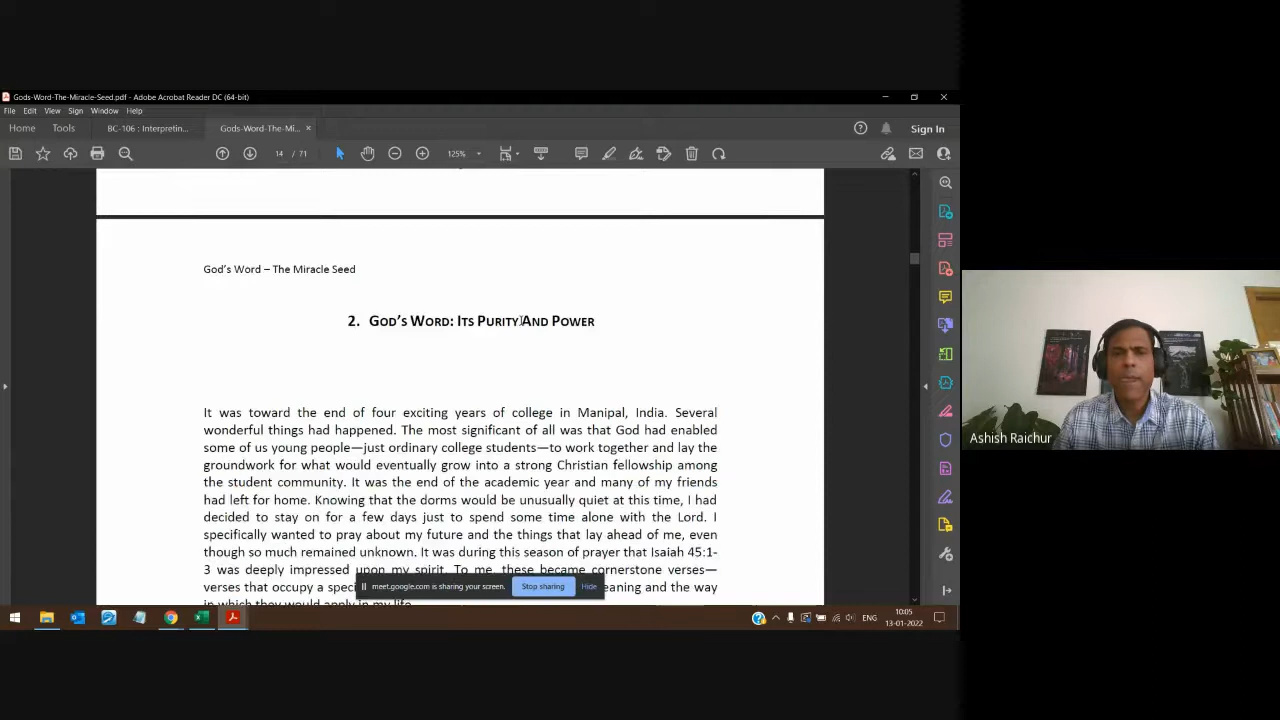 Gods-Word-The-Miracle-Seed.pdf - Adobe Acrobat Reader DC (64-bit)
File Edit View Sign Window Help
Home Tools BC-106 : Interpretin... Gods-Word-The-Mi... × Sign In
14 / 71 125%
God's Word – The Miracle Seed
2. God's Word: Its Purity And Power
It was toward the end of four exciting years of college in Manipal, India. Several
wonderful things had happened. The most significant of all was that God had enabled
some of us young people—just ordinary college students—to work together and lay the
groundwork for what would eventually grow into a strong Christian fellowship among
the student community. It was the end of the academic year and many of my friends
had left for home. Knowing that the dorms would be unusually quiet at this time, I had
decided to stay on for a few days just to spend some time alone with the Lord. I
specifically wanted to pray about my future and the things that lay ahead of me, even
though so much remained unknown. It was during this season of prayer that Isaiah 45:1-
3 was deeply impressed upon my spirit. To me, these became cornerstone verses—
verses that occupy a speci eaning and the way
in which they would apply in my life.
meet.google.com is sharing your screen. Stop sharing Hide
Ashish Raichur
ENG
10:05
13-01-2022